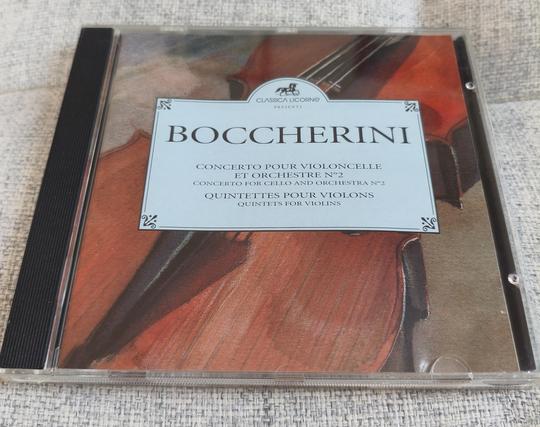 CLASSICA LICORNE
PRESENTS
BOCCHERINI
CONCERTO POUR VIOLONCELLE
ET ORCHESTRE N°2
CONCERTO FOR CELLO AND ORCHESTRA N°2
QUINTETTES POUR VIOLONS
QUINTETS FOR VIOLINS